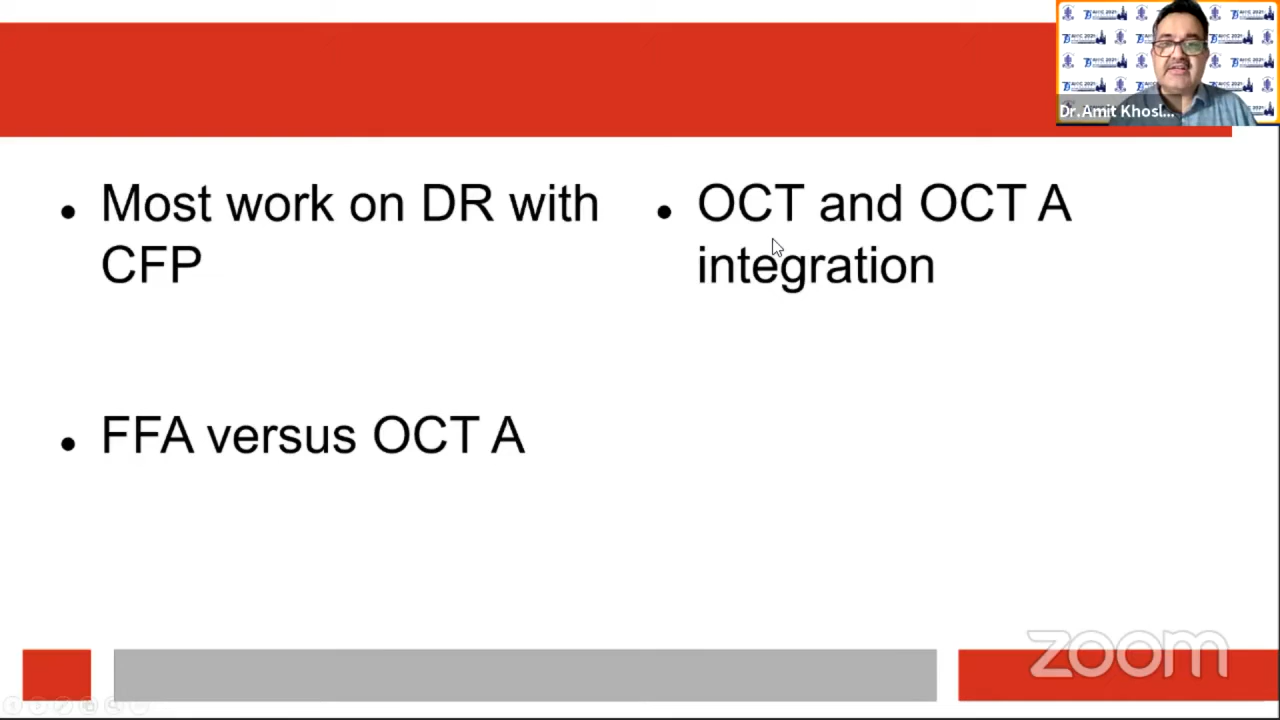 • Most work on DR with
CFP
• FFA versus OCT A
• OCT and OCT A
integration
Dr.Amit Khosl...
zoom